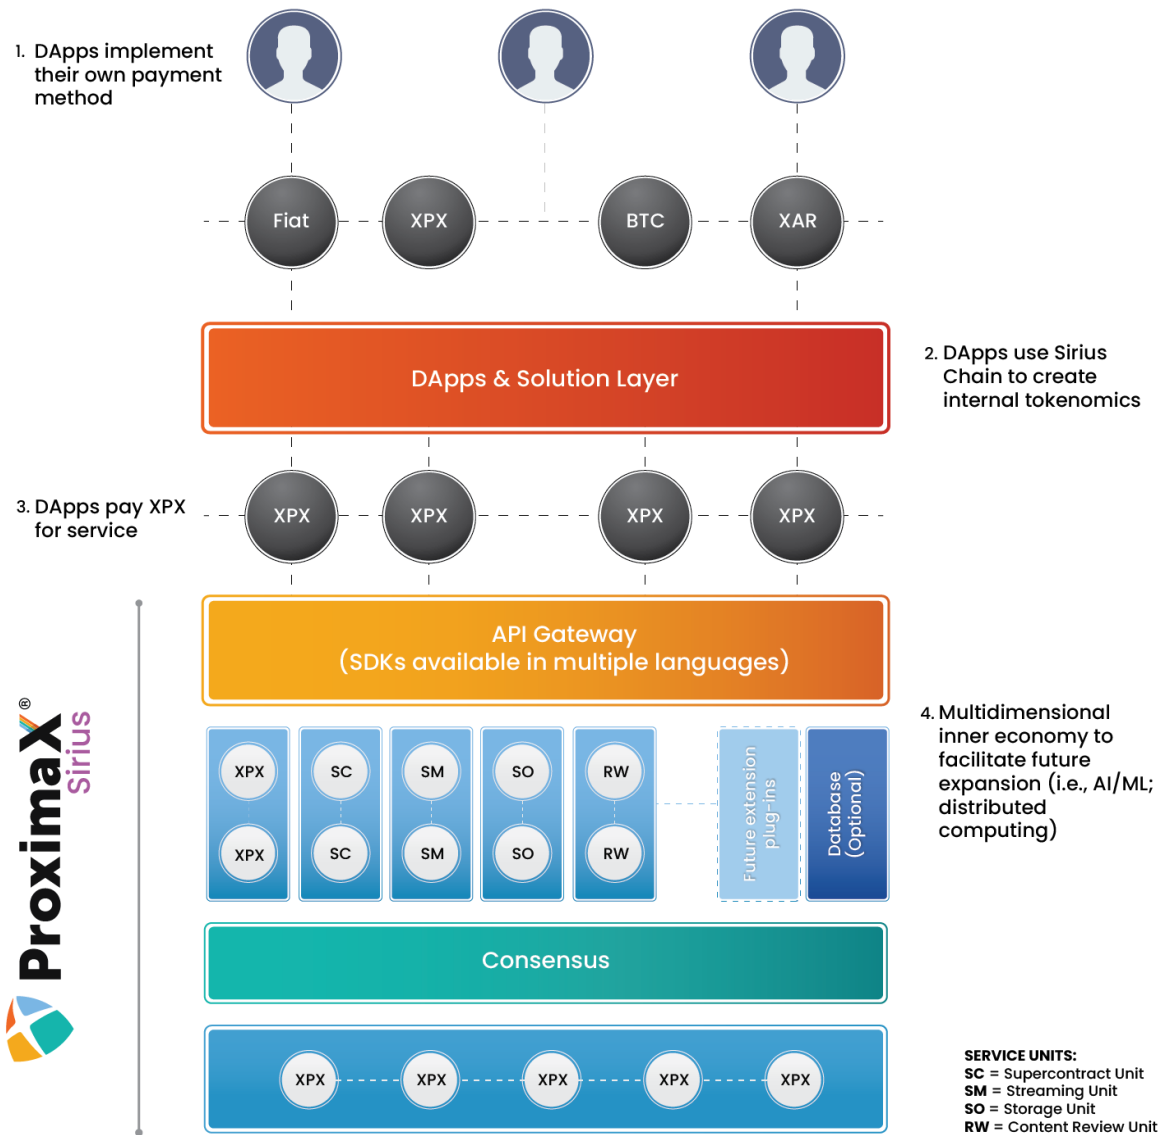 1. DApps implement
their own payment
method
Fiat
XPX
BTC
XAR
DApps & Solution Layer
2. DApps use Sirius
Chain to create
internal tokenomics
3. DApps pay XPX
for service
XPX
XPX
XPX
XPX
API Gateway
(SDKs available in multiple languages)
ProximaX®
Sirius
4. Multidimensional
inner economy to
facilitate future
expansion (i.e., AI/ML;
distributed
computing)
XPX
SC
SM
SO
RW
XPX
SC
SM
SO
RW
Future extension
plug-ins
Database
(Optional)
Consensus
XPX
XPX
XPX
XPX
XPX
SERVICE UNITS:
SC = Supercontract Unit
SM = Streaming Unit
SO = Storage Unit
RW = Content Review Unit